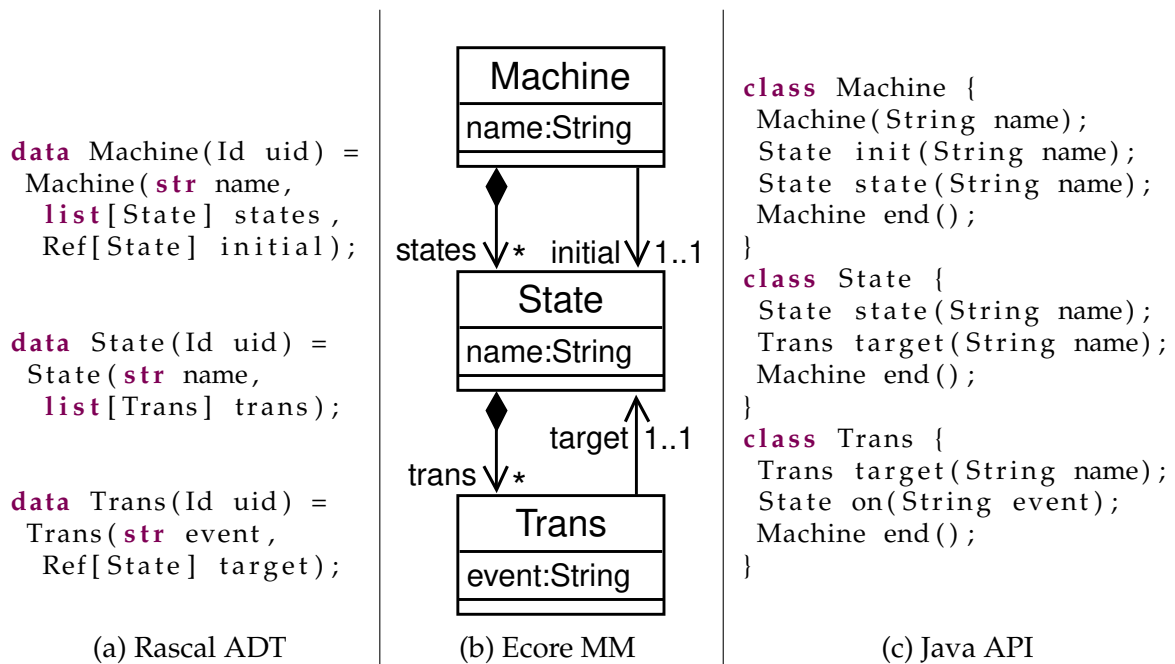 data Machine(Id uid) =
Machine(str name,
list[State] states,
Ref[State] initial);
data State(Id uid) =
State(str name,
list[Trans] trans);
data Trans(Id uid) =
Trans(str event,
Ref[State] target);
(a) Rascal ADT
Machine
name:String
states * initial 1..1
State
name:String
target 1..1
trans *
Trans
event:String
(b) Ecore MM
class Machine {
Machine(String name);
State init(String name);
State state(String name);
Machine end();
}
class State {
State state(String name);
Trans target(String name);
Machine end();
}
class Trans {
Trans target(String name);
State on(String event);
Machine end();
}
(c) Java API